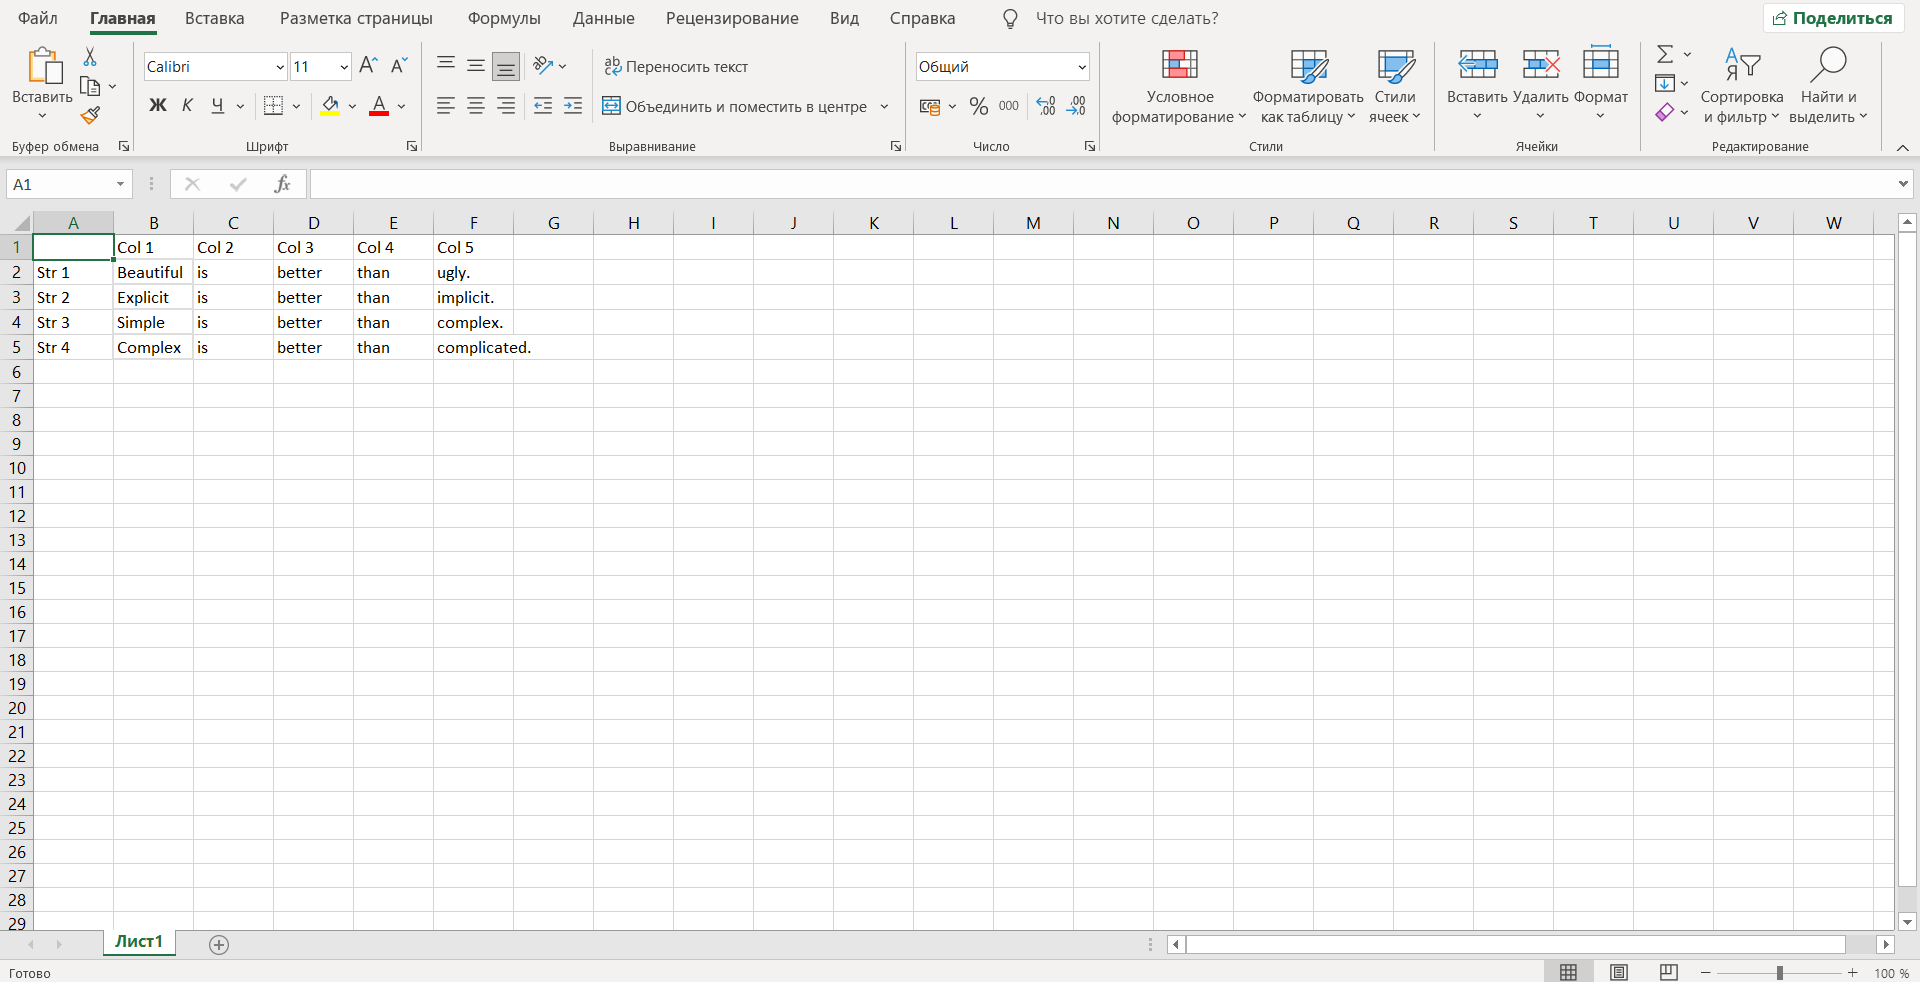 Файл Главная Вставка Разметка страницы Формулы Данные Рецензирование Вид Справка Что вы хотите сделать? Поделиться
Вставить
Calibri 11
Ж К Ч
Переносить текст
Объединить и поместить в центре
Общий
% 000
Условное форматирование
Форматировать как таблицу
Стили ячеек
Вставить Удалить Формат
Сортировка и фильтр
Найти и выделить
Буфер обмена Шрифт Выравнивание Число Стили Ячейки Редактирование
A1 fx
A B C D E F G H I J K L M N O P Q R S T U V W
1 Col 1 Col 2 Col 3 Col 4 Col 5
2 Str 1 Beautiful is better than ugly.
3 Str 2 Explicit is better than implicit.
4 Str 3 Simple is better than complex.
5 Str 4 Complex is better than complicated.
6
7
8
9
10
11
12
13
14
15
16
17
18
19
20
21
22
23
24
25
26
27
28
29
Лист1
Готово 100 %